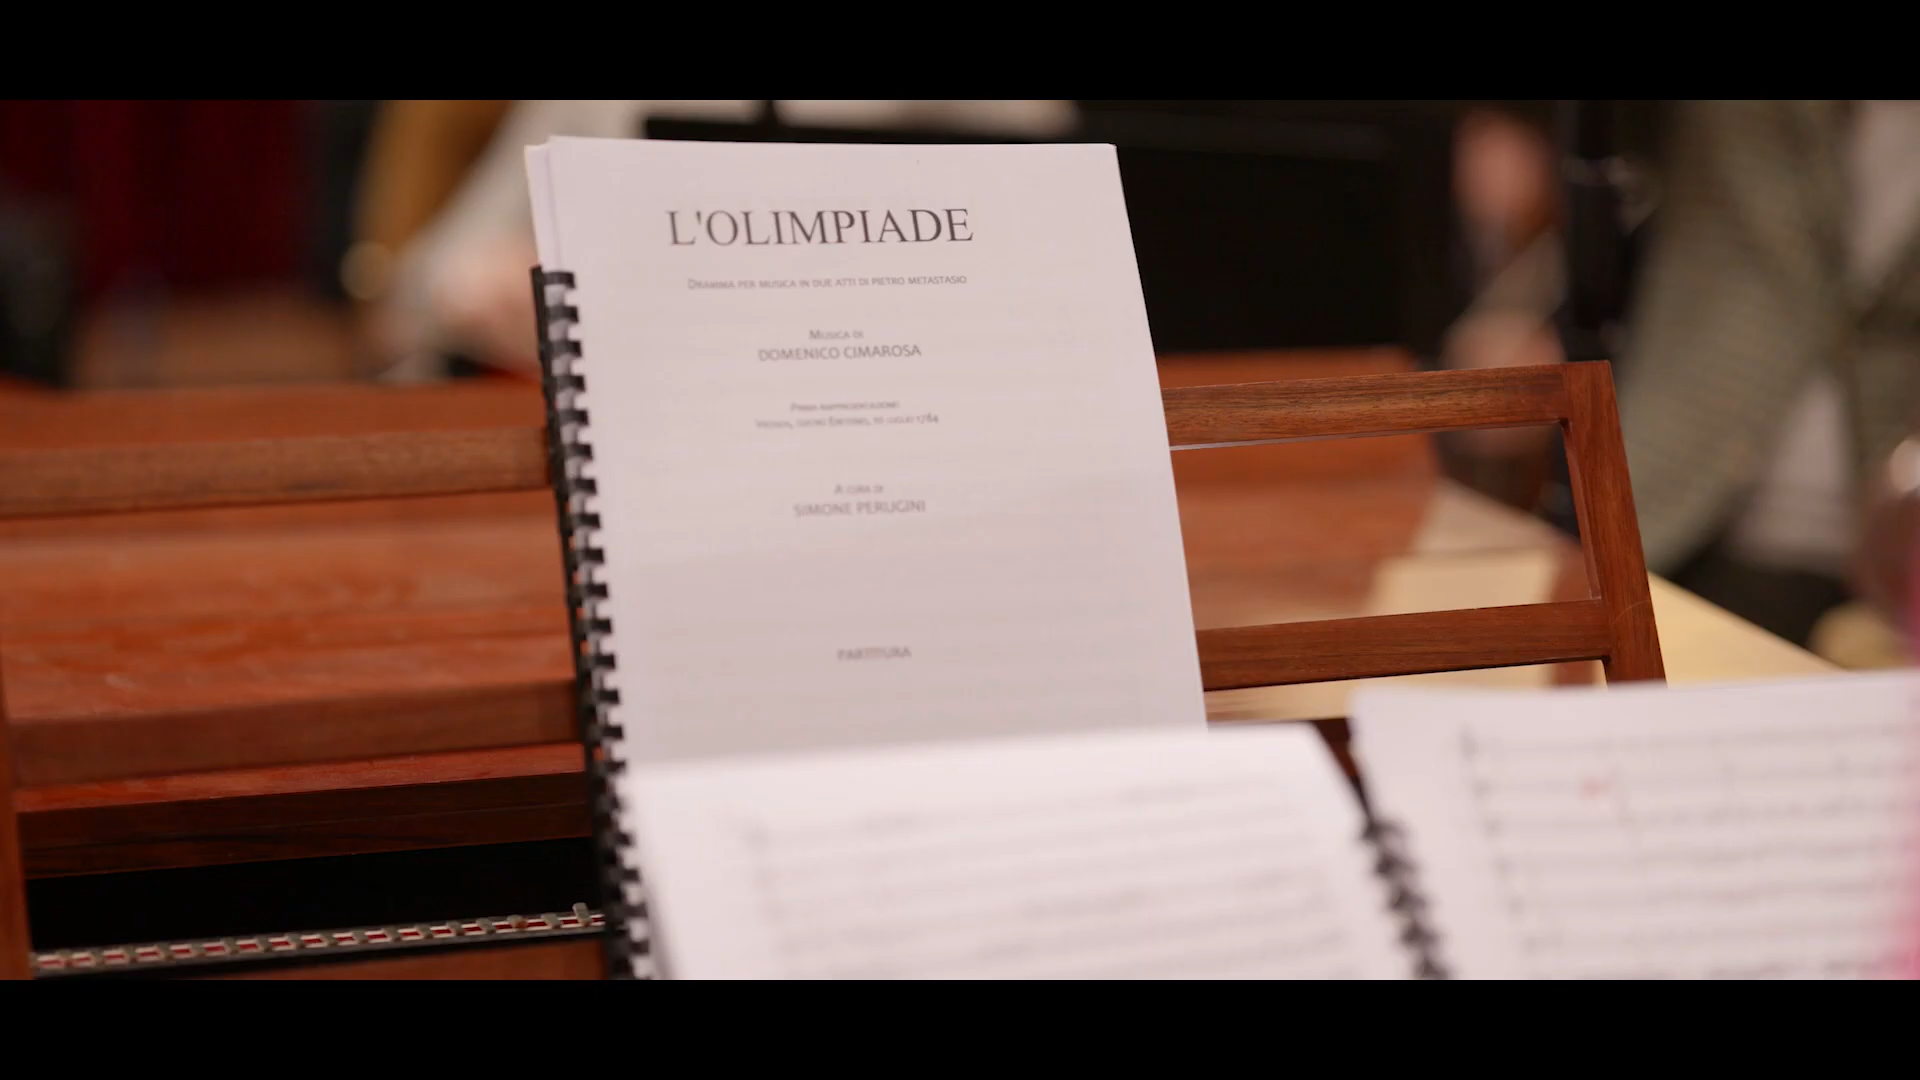 L'OLIMPIADE
DRAMMA PER MUSICA IN DUE ATTI DI PIETRO METASTASIO
MUSICA DI
DOMENICO CIMAROSA
PRIMA RAPPRESENTAZIONE:
VICENZA, TEATRO ERETENIO, 10 LUGLIO 1784
A CURA DI
SIMONE PERUGINI
PARTITURA